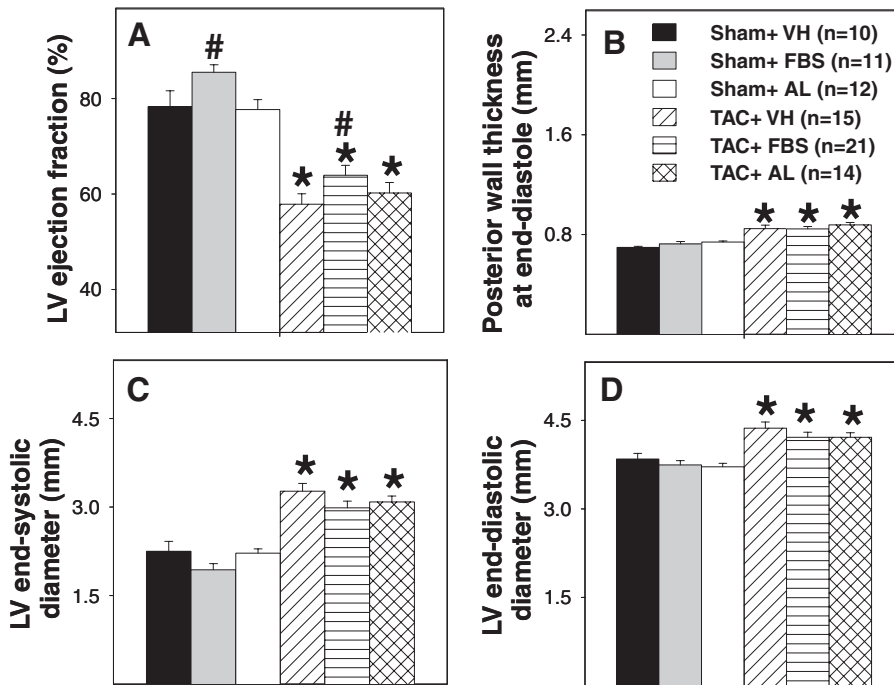 A
LV ejection fraction (%)
80
60
40
#
#
*
*
*
B
Posterior wall thickness
at end-diastole (mm)
2.4
1.6
0.8
Sham+ VH (n=10)
Sham+ FBS (n=11)
Sham+ AL (n=12)
TAC+ VH (n=15)
TAC+ FBS (n=21)
TAC+ AL (n=14)
*
*
*
C
LV end-systolic
diameter (mm)
4.5
3.0
1.5
*
*
*
D
LV end-diastolic
diameter (mm)
4.5
3.0
1.5
*
*
*